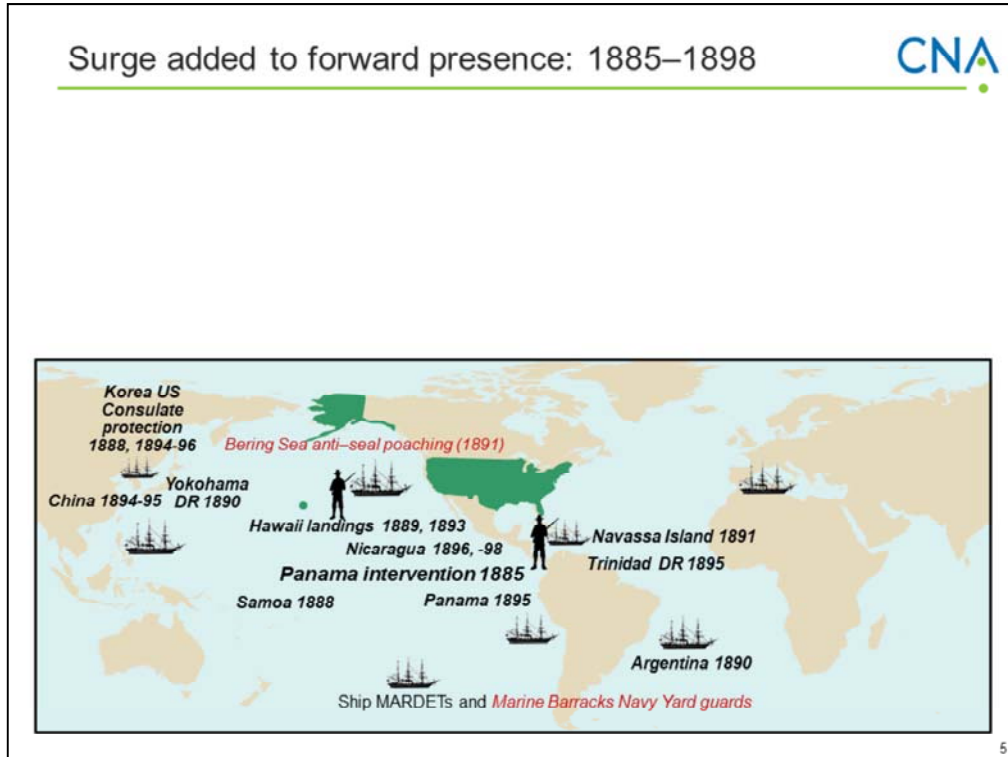 Surge added to forward presence: 1885–1898
CNA
Korea US
Consulate
protection
1888, 1894-96
Bering Sea anti–seal poaching (1891)
Yokohama
DR 1890
China 1894-95
Hawaii landings 1889, 1893
Nicaragua 1896, -98
Panama intervention 1885
Samoa 1888
Panama 1895
Navassa Island 1891
Trinidad DR 1895
Argentina 1890
Ship MARDETs and Marine Barracks Navy Yard guards
5